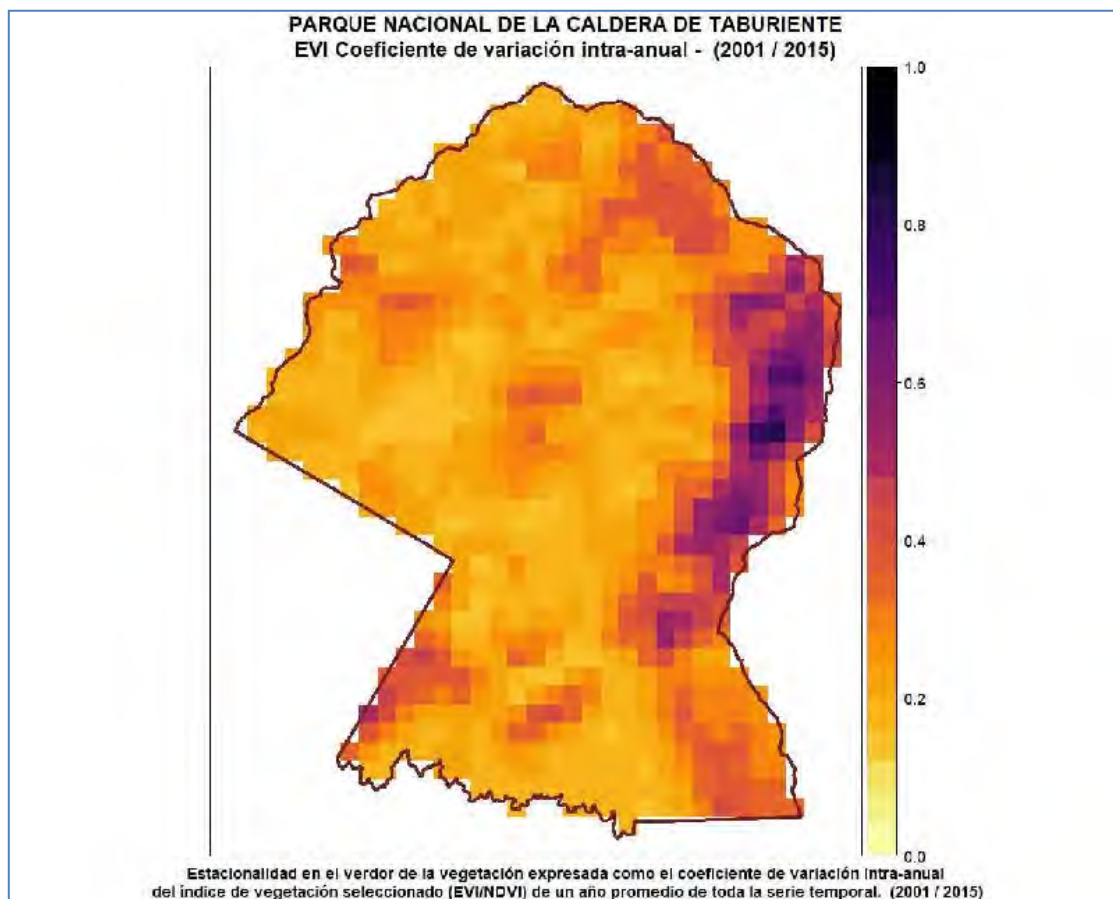 PARQUE NACIONAL DE LA CALDERA DE TABURIENTE
EVI Coeficiente de variación intra-anual - (2001 / 2015)
1.0
0.8
0.6
0.4
0.2
0.0
Estacionalidad en el verdor de la vegetación expresada como el coeficiente de variación intra-anual
del índice de vegetación seleccionado (EVI/NDVI) de un año promedio de toda la serie temporal. (2001 / 2015)